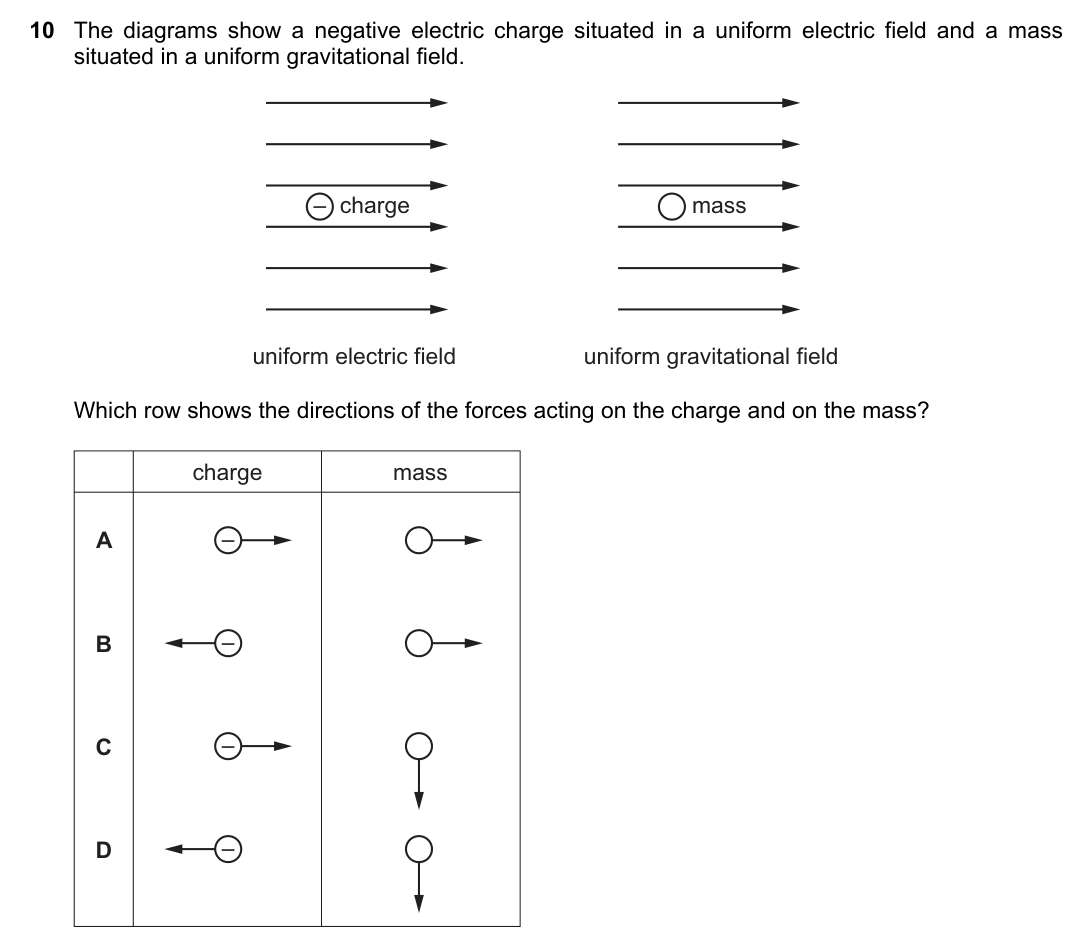 10 The diagrams show a negative electric charge situated in a uniform electric field and a mass
situated in a uniform gravitational field.
− charge
mass
uniform electric field
uniform gravitational field
Which row shows the directions of the forces acting on the charge and on the mass?
charge mass
A −
B −
C −
D −